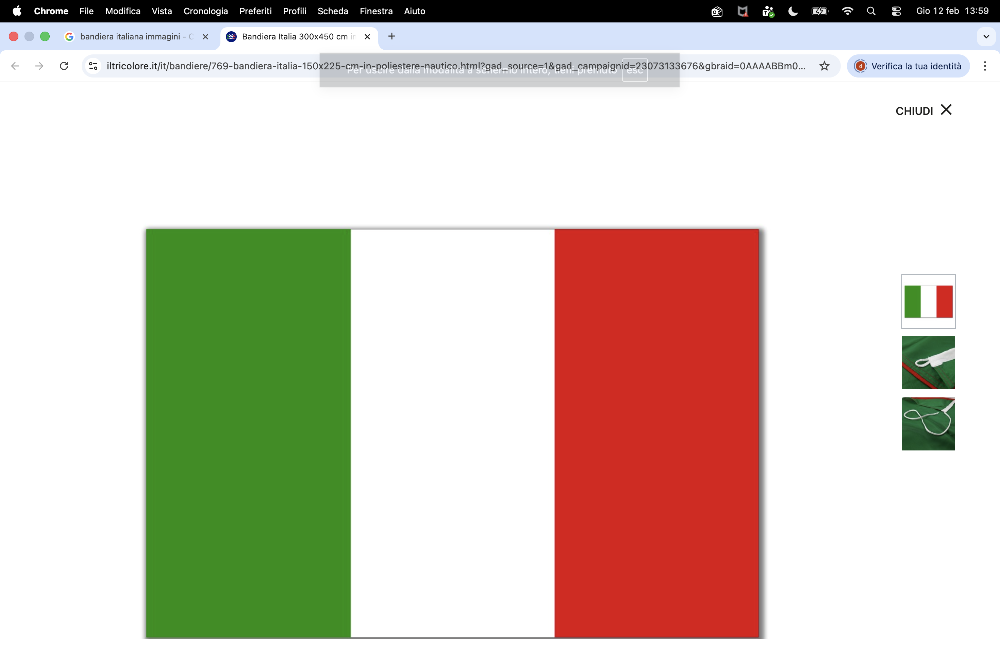 Chrome File Modifica Vista Cronologia Preferiti Profili Scheda Finestra Aiuto Gio 12 feb 13:59
bandiera italiana immagini - Bandiera Italia 300x450 cm in
iltricolore.it/it/bandiere/769-bandiera-italia-150x225-cm-in-poliestere-nautico.html?gad_source=1&gad_campaignid=23073133676&gbraid=0AAAABBm0... Verifica la tua identità
Per uscire dalla modalità a schermo intero, tieni premuto esc
CHIUDI